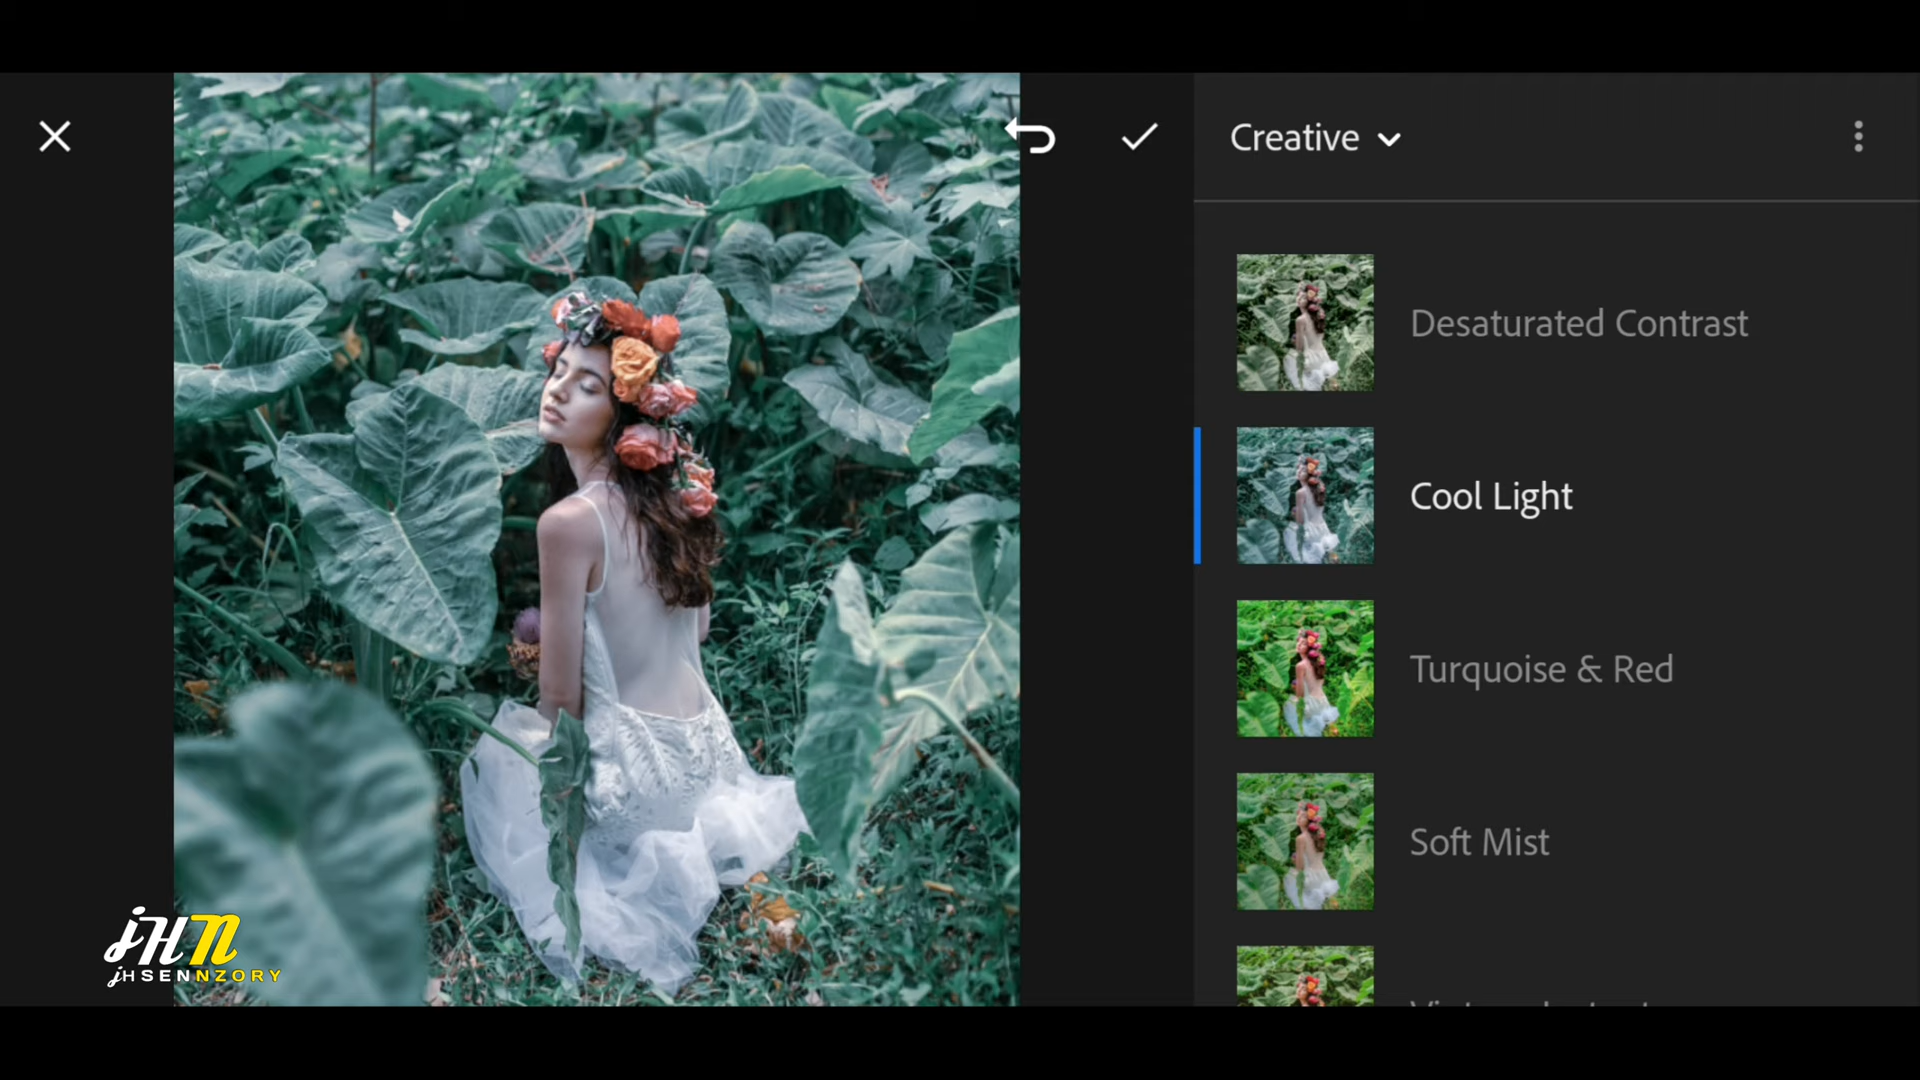 Creative
Desaturated Contrast
Cool Light
Turquoise & Red
Soft Mist
JHN
JHSENNZORY